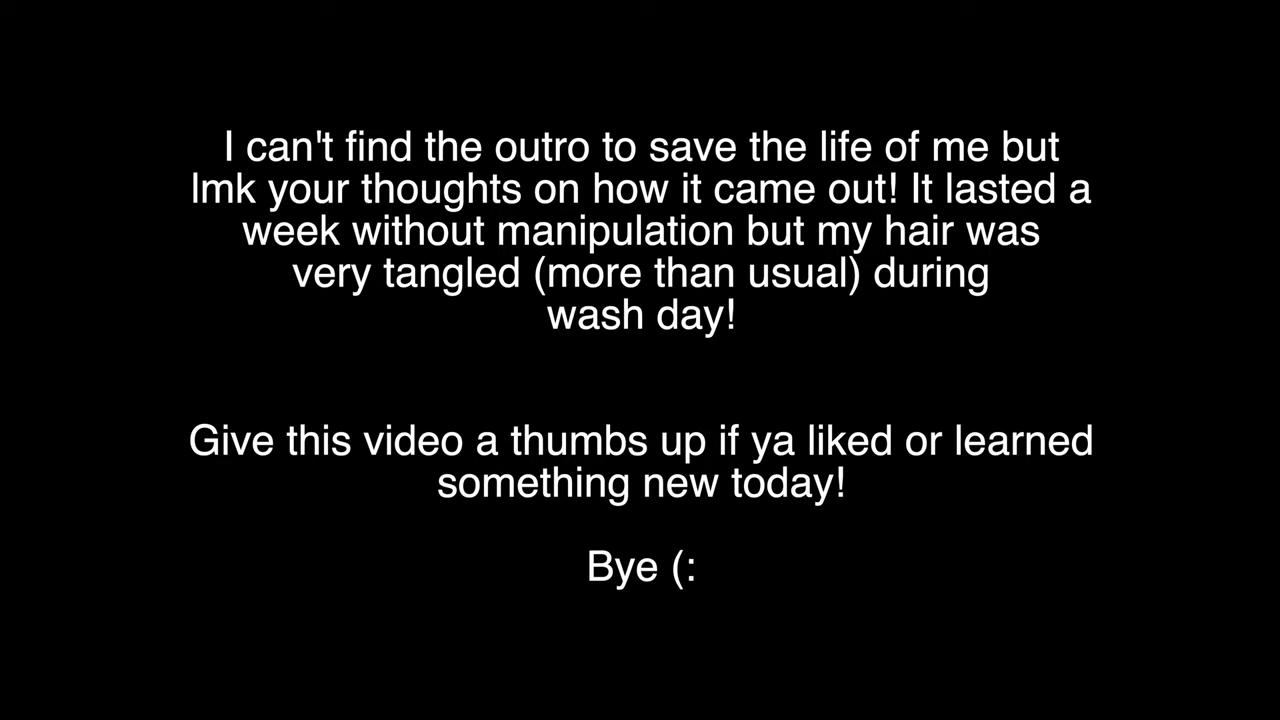 I can't find the outro to save the life of me but
lmk your thoughts on how it came out! It lasted a
week without manipulation but my hair was
very tangled (more than usual) during
wash day!
Give this video a thumbs up if ya liked or learned
something new today!
Bye (: